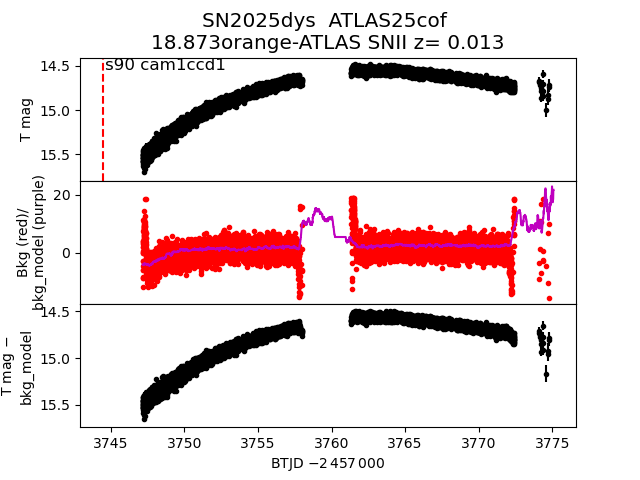 SN2025dys  ATLAS25cof
18.873orange-ATLAS SNII z= 0.013
s90 cam1ccd1
T mag
14.5
15.0
15.5
Bkg (red)/
bkg_model (purple)
20
0
T mag −
bkg_model
14.5
15.0
15.5
3745 3750 3755 3760 3765 3770 3775
BTJD −2 457 000